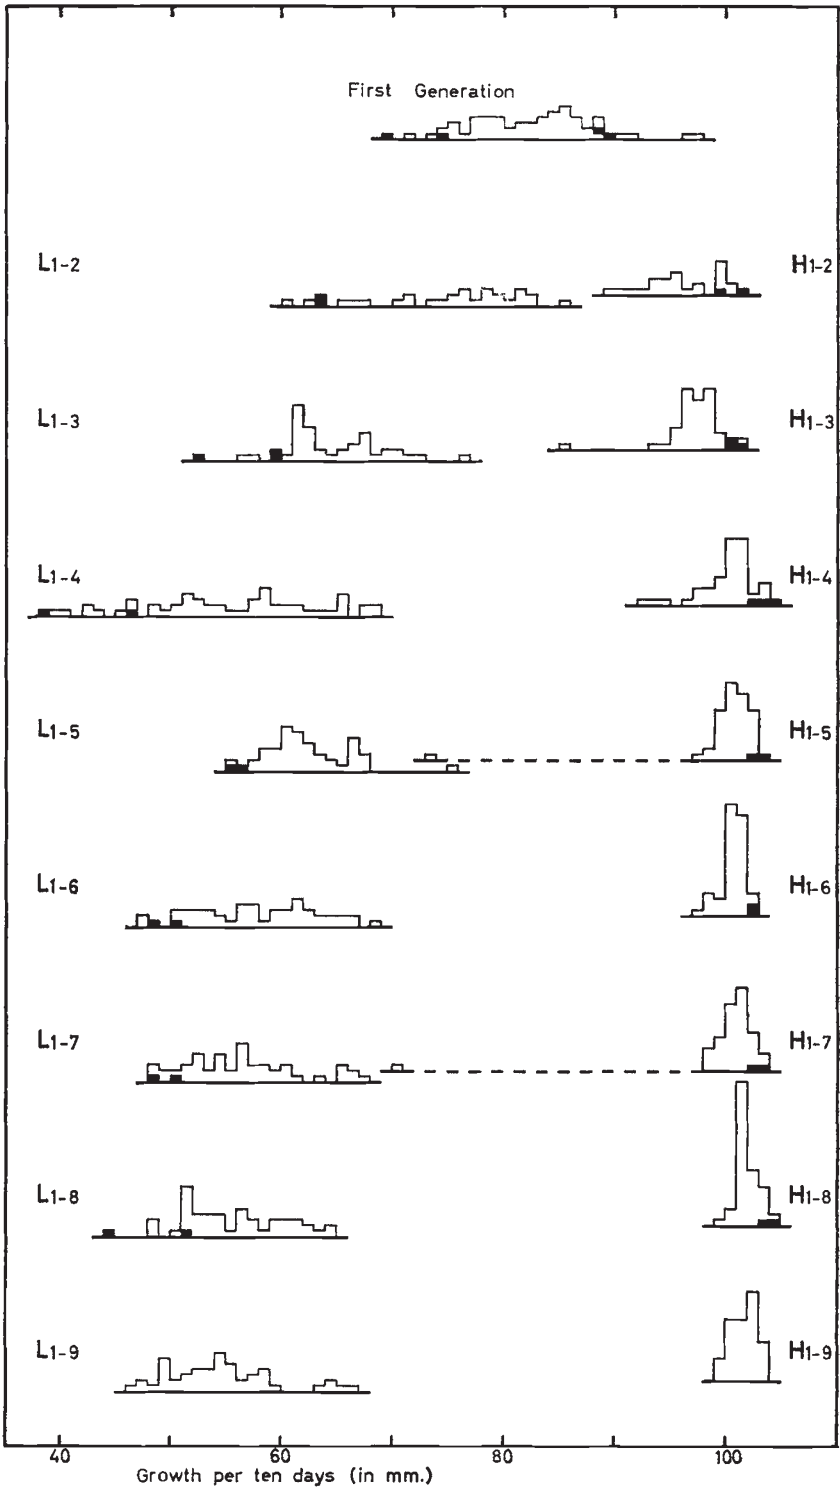 First Generation
L1-2 H1-2
L1-3 H1-3
L1-4 H1-4
L1-5 H1-5
L1-6 H1-6
L1-7 H1-7
L1-8 H1-8
L1-9 H1-9
40 60 80 100
Growth per ten days (in mm.)